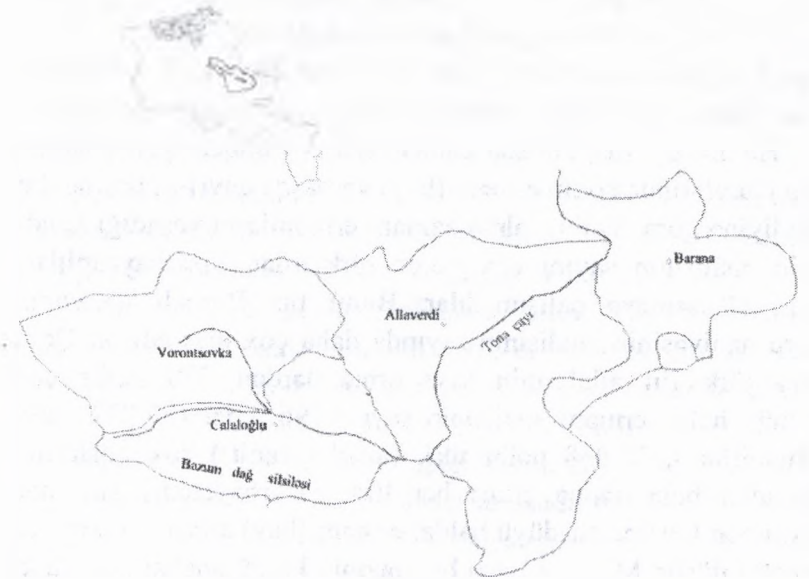 Barana
Allaverdi
Tona çayı
Vorontsovka
Calaloğlu
Bazum dağ silsiləsi